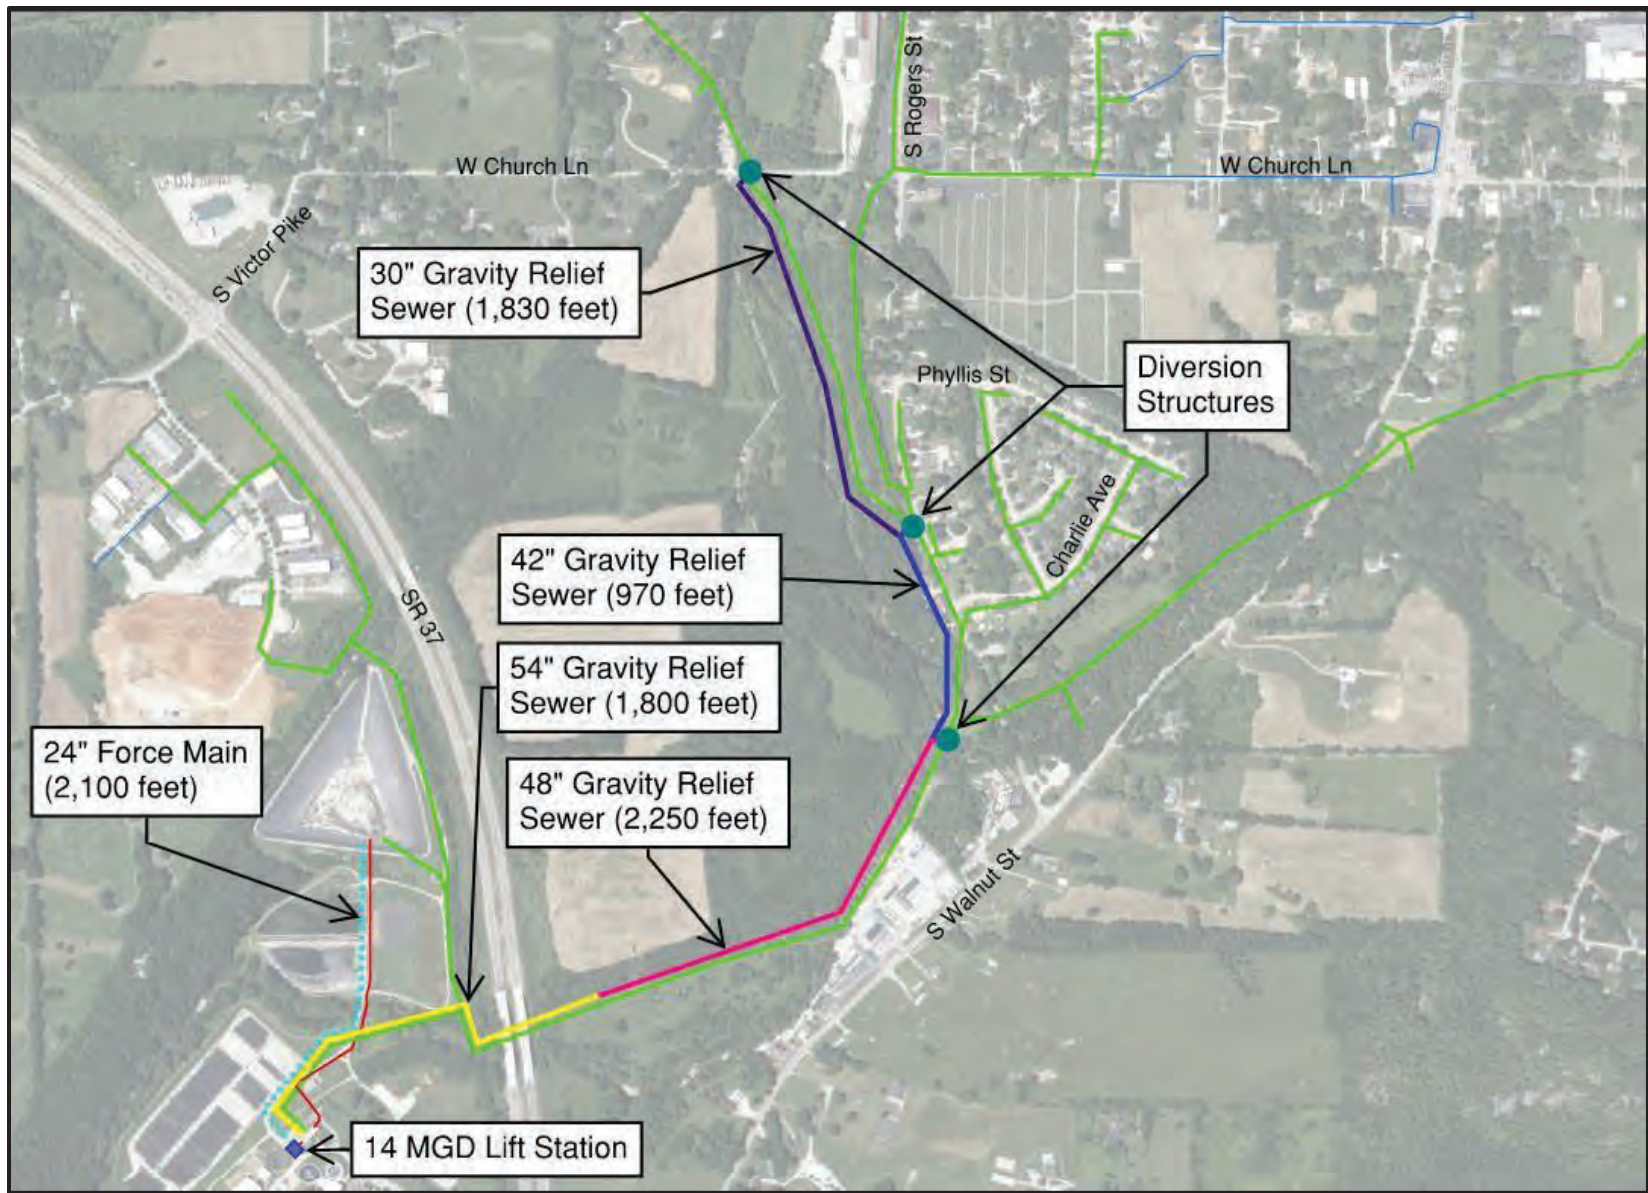 S Rogers St
W Church Ln
W Church Ln
S Victor Pike
30" Gravity Relief
Sewer (1,830 feet)
Diversion
Structures
Phyllis St
Charlie Ave
42" Gravity Relief
Sewer (970 feet)
SR 37
54" Gravity Relief
Sewer (1,800 feet)
24" Force Main
(2,100 feet)
48" Gravity Relief
Sewer (2,250 feet)
S Walnut St
14 MGD Lift Station